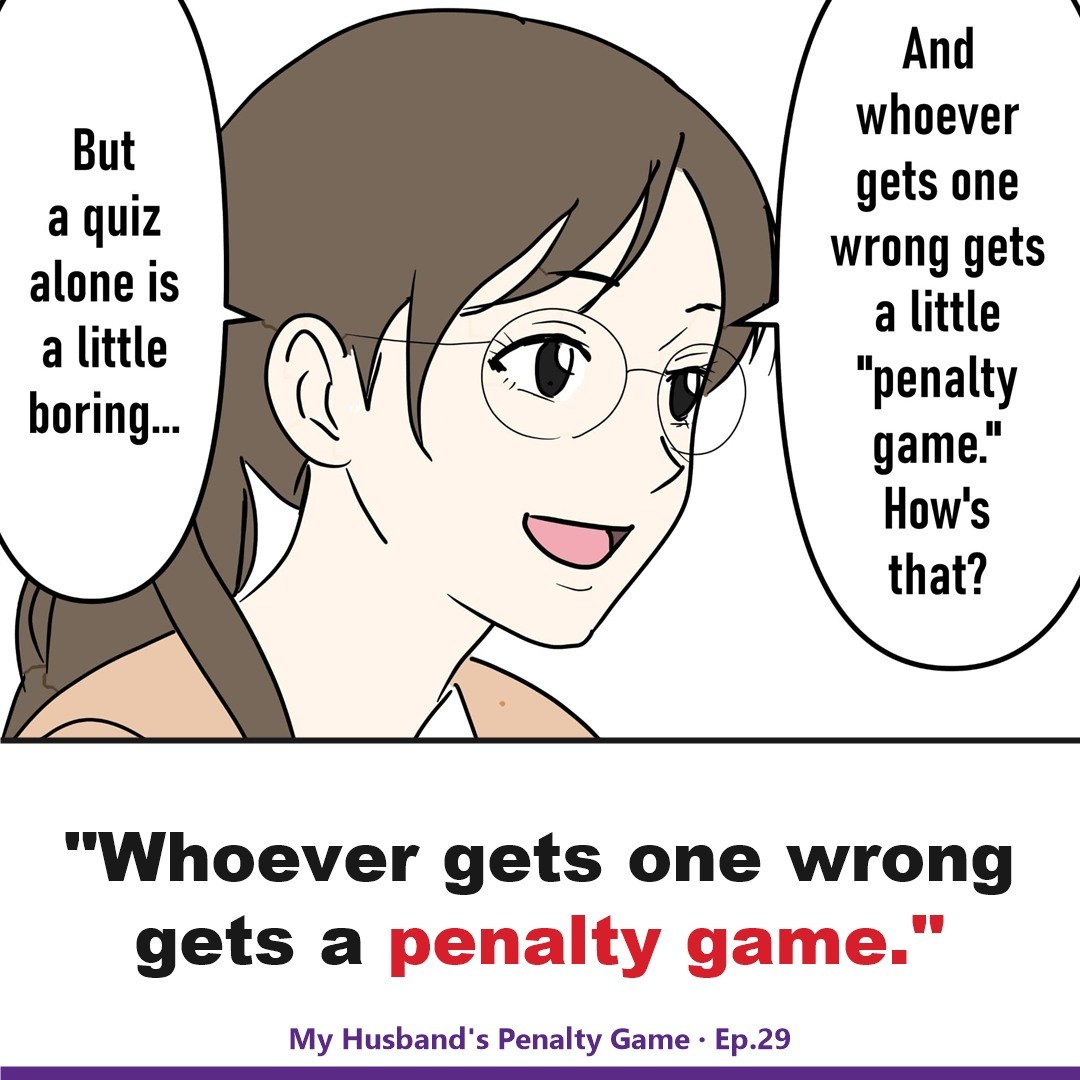 But
a quiz
alone is
a little
boring...
And
whoever
gets one
wrong gets
a little
"penalty
game."
How's
that?
"Whoever gets one wrong
gets a penalty game."
My Husband's Penalty Game · Ep.29